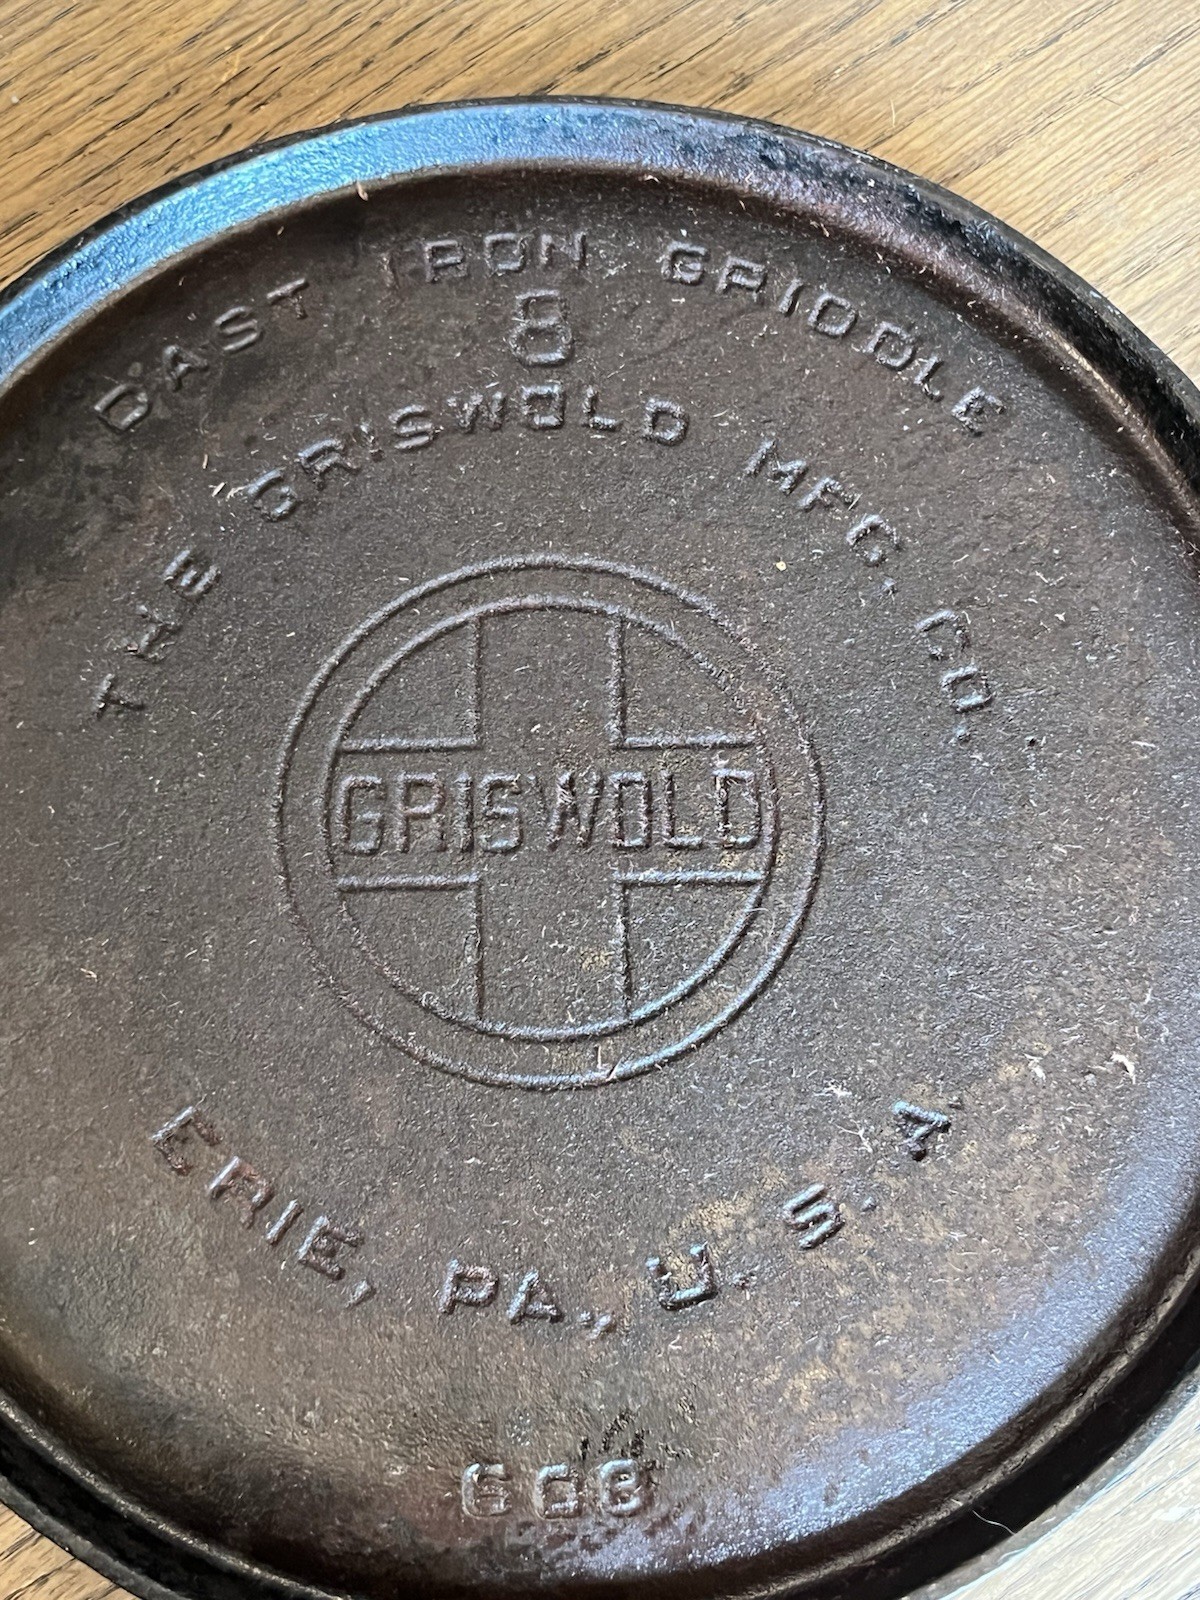 CAST IRON GRIDDLE
8
THE GRISWOLD MFG. CO.
GRISWOLD
ERIE, PA., U. S. A
608